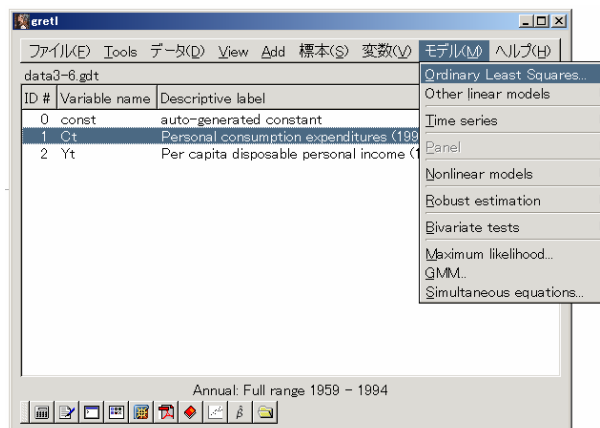 gretl
ファイル(F) Tools データ(D) View Add 標本(S) 変数(V) モデル(M) ヘルプ(H)
data3-6.gdt
ID # Variable name Descriptive label
0 const auto-generated constant
1 Ct Personal consumption expenditures (199
2 Yt Per capita disposable personal income (1
Ordinary Least Squares...
Other linear models
Time series
Panel
Nonlinear models
Robust estimation
Bivariate tests
Maximum likelihood...
GMM..
Simultaneous equations...
Annual: Full range 1959 - 1994
β̂